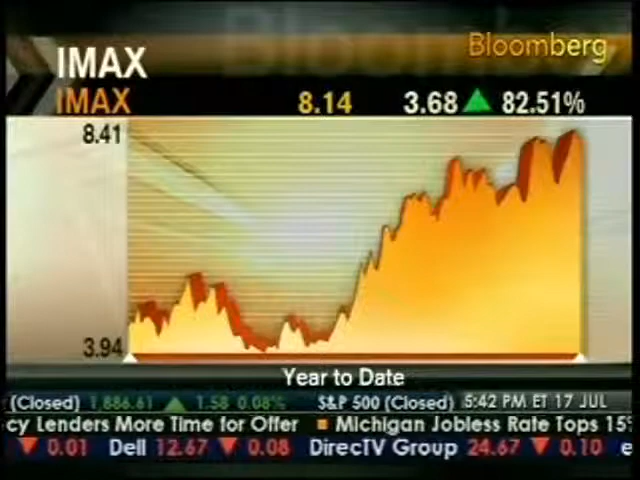 Bloomberg
IMAX
IMAX 8.14 3.68 ▲ 82.51%
8.41
3.94
Year to Date
(Closed) 1,886.61 ▲ 1.58 0.08% S&P 500 (Closed) 5:42 PM ET 17 JUL
cy Lenders More Time for Offer ■ Michigan Jobless Rate Tops 15%
▼ 0.01 Dell 12.67 ▼ 0.08 DirecTV Group 24.67 ▼ 0.10 e